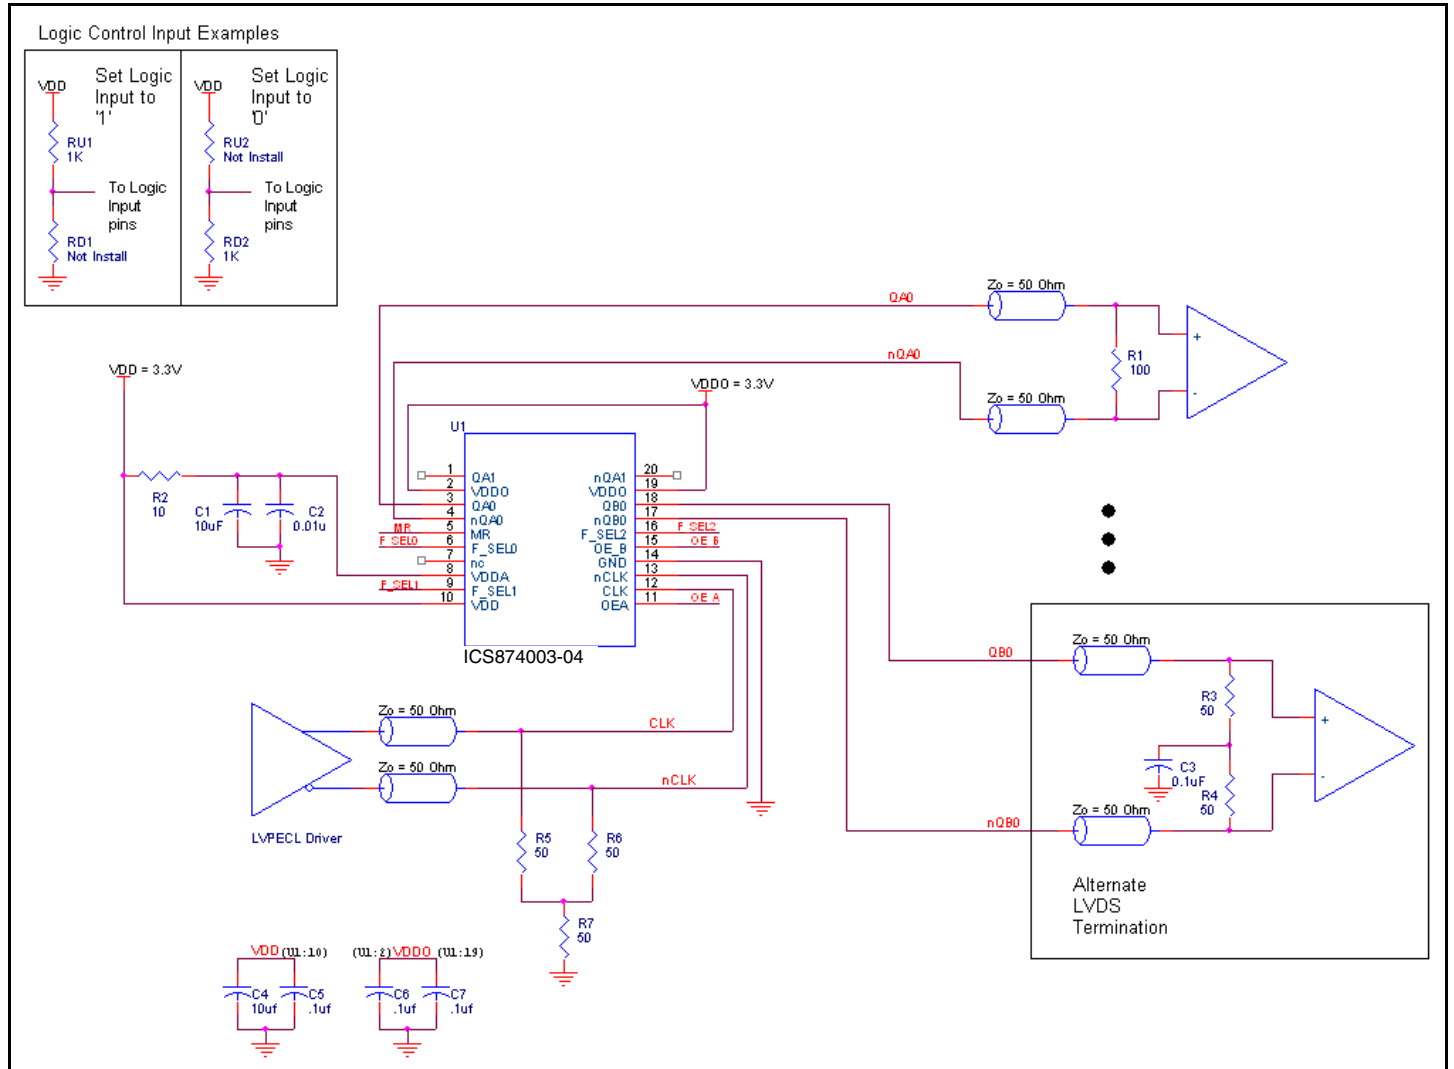 Logic Control Input Examples
VDD
Set Logic
Input to
'1'
RU1
1K
To Logic
Input
pins
RD1
Not Install
VDD
Set Logic
Input to
'0'
RU2
Not Install
To Logic
Input
pins
RD2
1K
VDD = 3.3V
R2
10
C1
10uF
C2
0.01u
VDDO = 3.3V
U1
1 QA1
2 VDDO
3 QA0
4 nQA0
5 MR
6 F_SEL0
7 nc
8 VDDA
9 F_SEL1
10 VDD
nQA1 20
VDDO 19
QB0 18
nQB0 17
F_SEL2 16
OE_B 15
GND 14
nCLK 13
CLK 12
OEA 11
MR
F_SEL0
F_SEL1
F_SEL2
OE_B
OE_A
ICS874003-04
QA0
Zo = 50 Ohm
nQA0
Zo = 50 Ohm
R1
100
+
-
QB0
Zo = 50 Ohm
R3
50
C3
0.1uF
R4
50
nQB0
Zo = 50 Ohm
+
-
Alternate
LVDS
Termination
Zo = 50 Ohm
CLK
Zo = 50 Ohm
nCLK
LVPECL Driver
R5
50
R6
50
R7
50
VDD (U1:10)
C4
10uf
C5
.1uf
(U1:2) VDDO (U1:19)
C6
.1uf
C7
.1uf